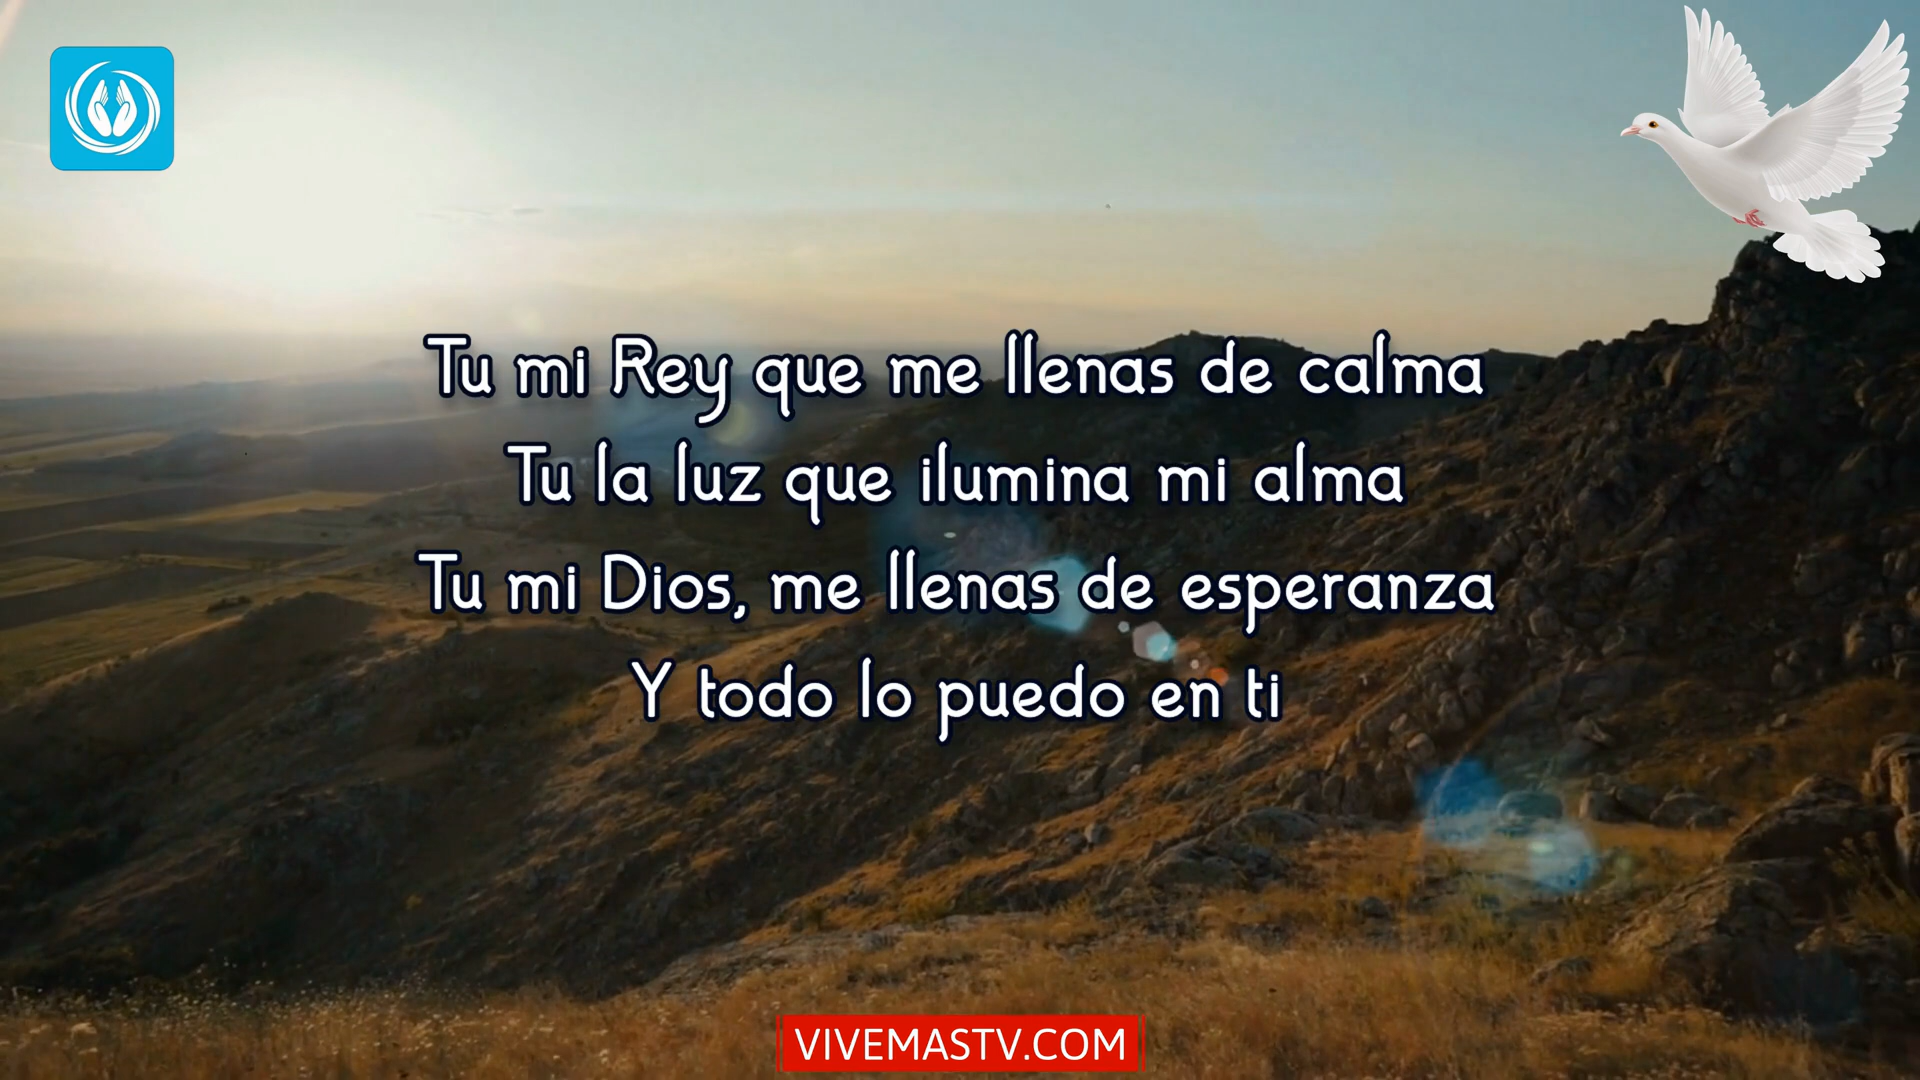 Tu mi Rey que me llenas de calma
Tu la luz que ilumina mi alma
Tu mi Dios, me llenas de esperanza
Y todo lo puedo en ti
VIVEMASTV.COM